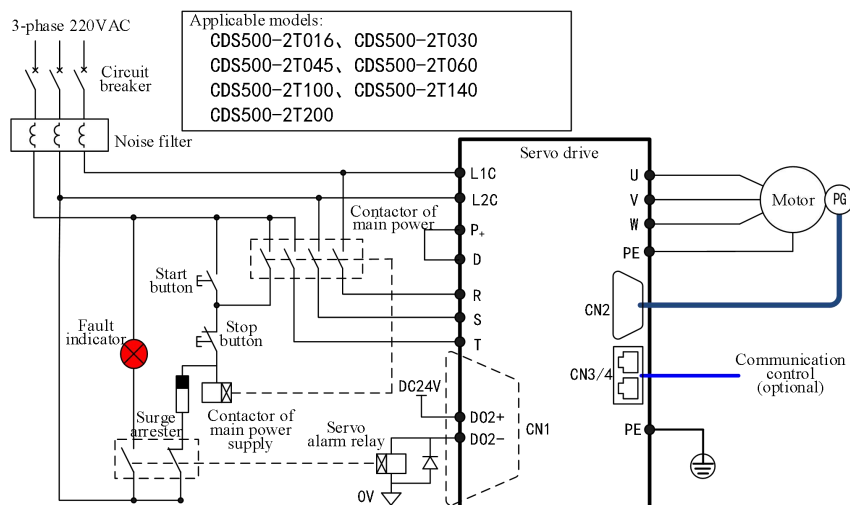 3-phase 220VAC
Applicable models:
CDS500-2T016、CDS500-2T030
CDS500-2T045、CDS500-2T060
CDS500-2T100、CDS500-2T140
CDS500-2T200
Circuit
breaker
Noise filter
Servo drive
L1C
L2C
P+
D
R
S
T
U
V
W
PE
Motor
PG
Contactor of
main power
Start
button
Stop
button
Fault
indicator
CN2
CN3/4
Communication
control
(optional)
DC24V
DO2+
DO2-
CN1
PE
Surge
arrester
Contactor of
main power
supply
Servo
alarm relay
0V